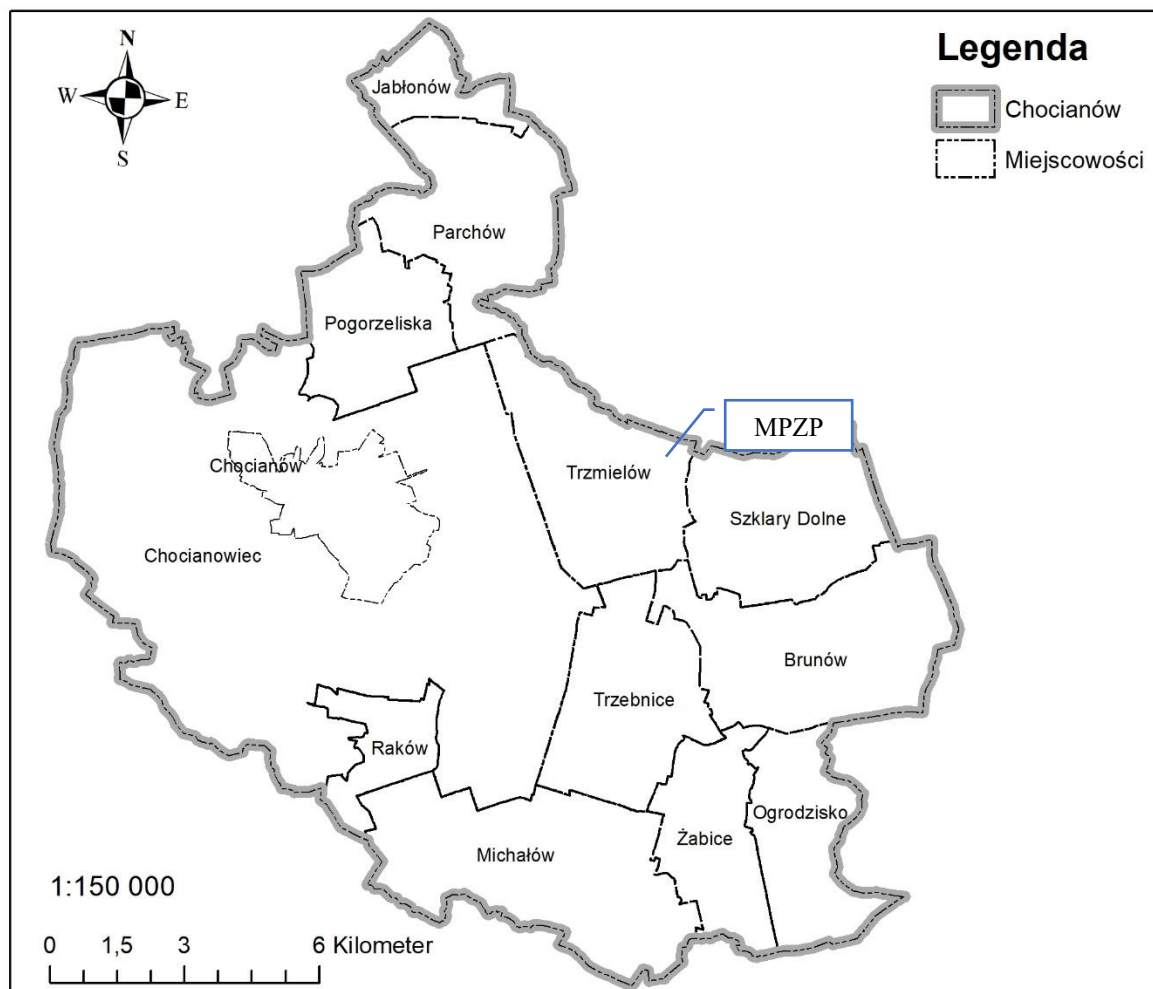 N
W
E
S
Legenda
Chocianów
Miejscowości
Jabłonów
Parchów
Pogorzeliska
MPZP
Chocianów
Trzmielów
Szklary Dolne
Chocianowiec
Brunów
Trzebnice
Raków
Ogrodzisko
Żabice
Michałów
1:150 000
0 1,5 3 6 Kilometer